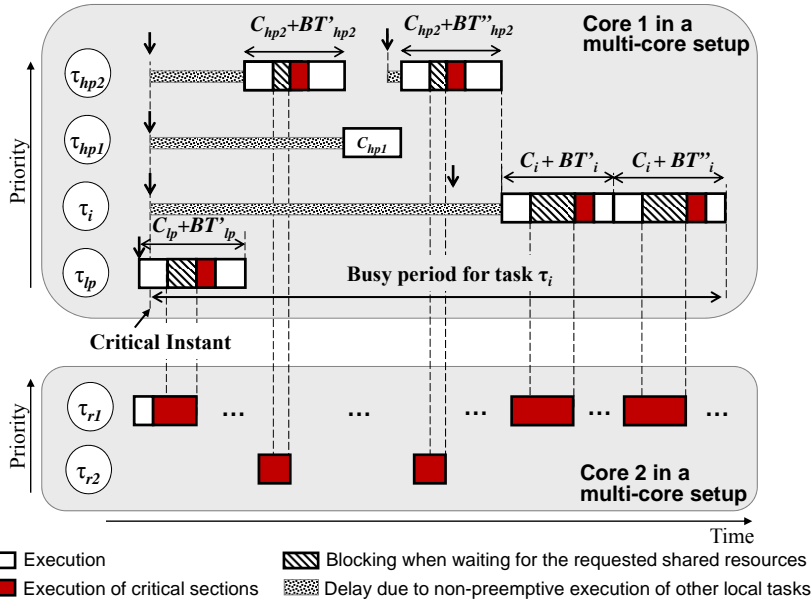 Core 1 in a
multi-core setup
C_hp2+BT'_hp2
C_hp2+BT''_hp2
Priority
τ_hp2
τ_hp1
C_hp1
C_i + BT'_i
C_i + BT''_i
τ_i
C_lp+BT'_lp
τ_lp
Busy period for task τ_i
Critical Instant
Priority
τ_r1
... ... ... ... ...
τ_r2
Core 2 in a
multi-core setup
Time
Execution
Blocking when waiting for the requested shared resources
Execution of critical sections
Delay due to non-preemptive execution of other local tasks